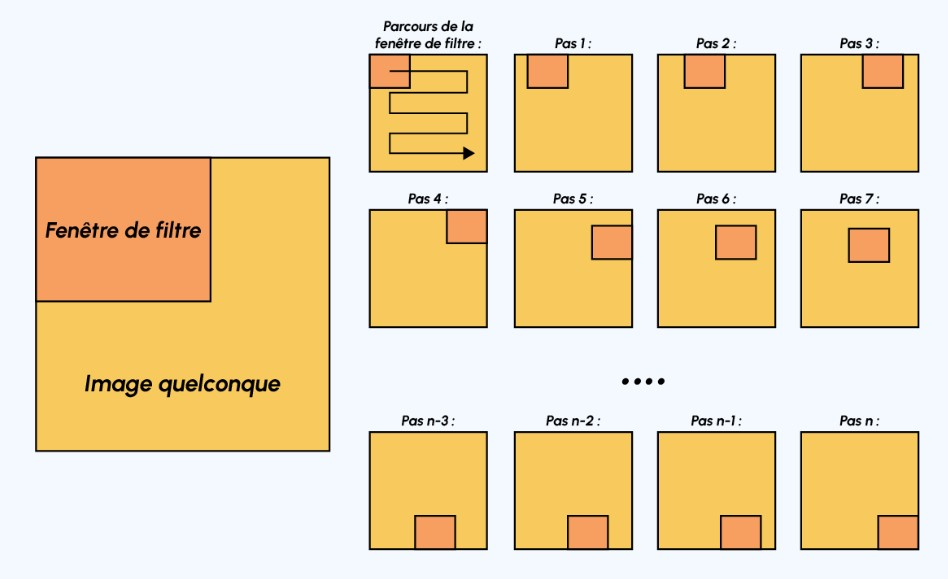 Parcours de la
fenêtre de filtre :
Pas 1 :
Pas 2 :
Pas 3 :
Fenêtre de filtre
Image quelconque
Pas 4 :
Pas 5 :
Pas 6 :
Pas 7 :
....
Pas n-3 :
Pas n-2 :
Pas n-1 :
Pas n :